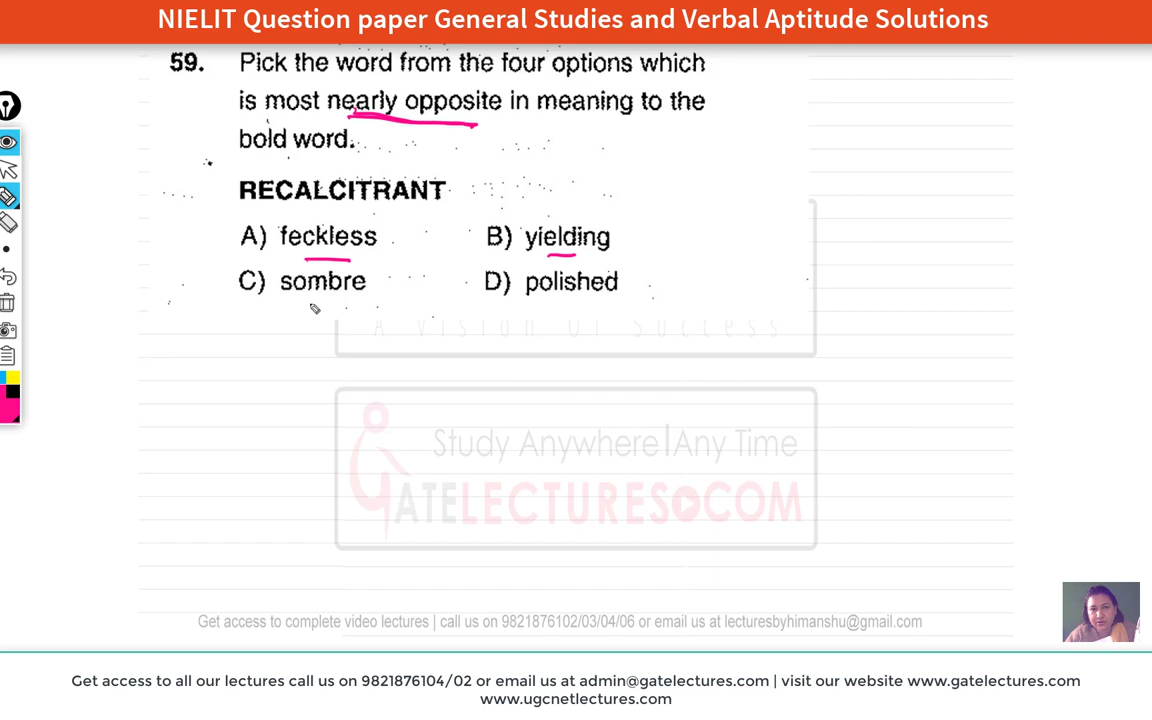 NIELIT Question paper General Studies and Verbal Aptitude Solutions
59. Pick the word from the four options which
is most nearly opposite in meaning to the
bold word.
RECALCITRANT
A) feckless B) yielding
C) sombre D) polished
A Vision Of Success
Study Anywhere|Any Time
GATELECTURES.COM
Get access to complete video lectures | call us on 9821876102/03/04/06 or email us at lecturesbyhimanshu@gmail.com
Get access to all our lectures call us on 9821876104/02 or email us at admin@gatelectures.com | visit our website www.gatelectures.com
www.ugcnetlectures.com